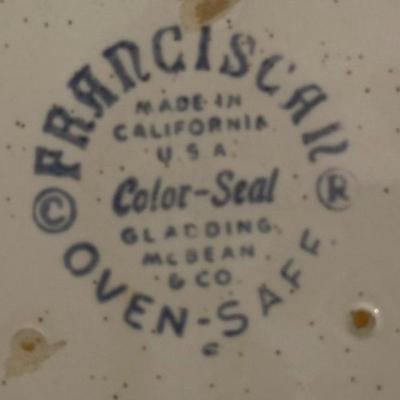 FRANCISCAN
MADE IN
CALIFORNIA
U.S.A.
Color-Seal
© ®
GLADDING,
McBEAN
& CO.
OVEN-SAFE